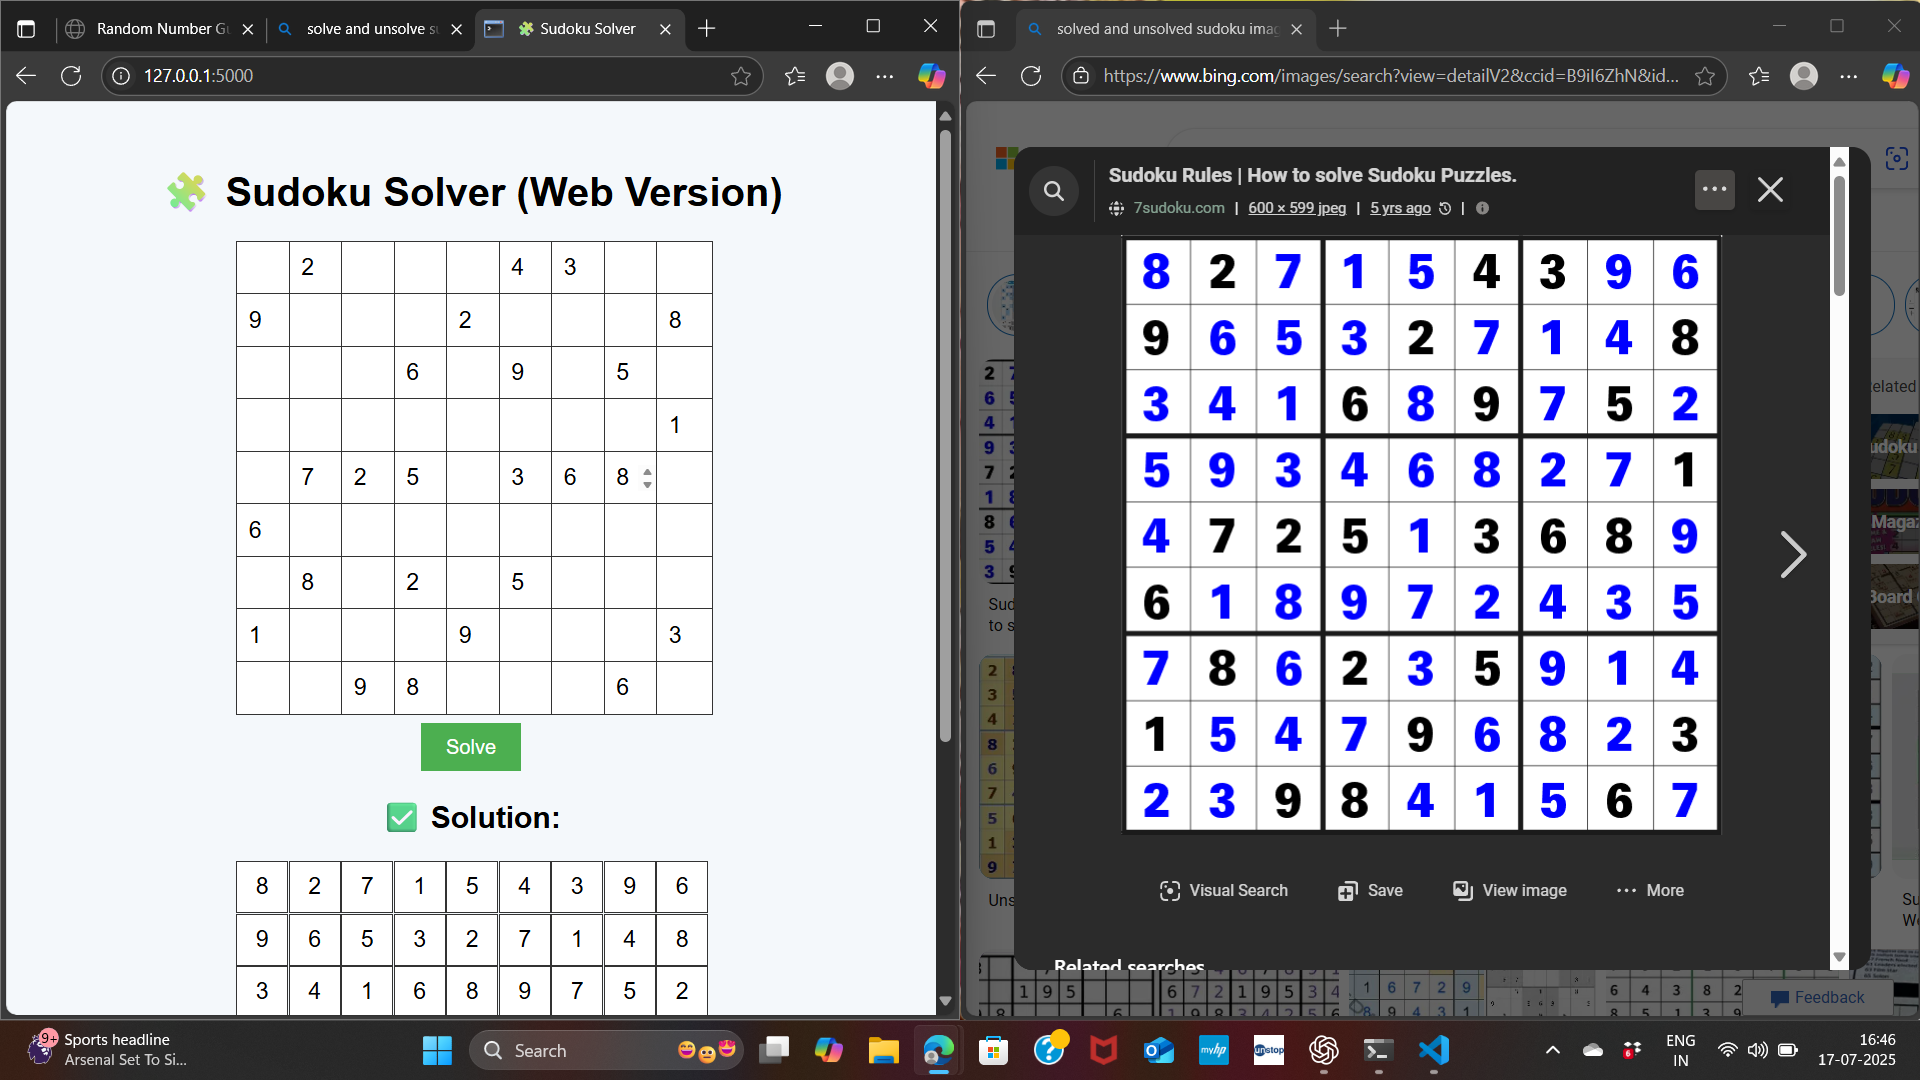 Random Number Gu
solve and unsolve su
Sudoku Solver
127.0.0.1:5000
Sudoku Solver (Web Version)
2 4 3
9 2 8
6 9 5
1
7 2 5 3 6 8
6
8 2 5
1 9 3
9 8 6
Solve
Solution:
8 2 7 1 5 4 3 9 6
9 6 5 3 2 7 1 4 8
3 4 1 6 8 9 7 5 2
solved and unsolved sudoku imag
https://www.bing.com/images/search?view=detailV2&ccid=B9iI6ZhN&id...
Sudoku Rules | How to solve Sudoku Puzzles.
7sudoku.com | 600 × 599 jpeg | 5 yrs ago |
8 2 7 1 5 4 3 9 6
9 6 5 3 2 7 1 4 8
3 4 1 6 8 9 7 5 2
5 9 3 4 6 8 2 7 1
4 7 2 5 1 3 6 8 9
6 1 8 9 7 2 4 3 5
7 8 6 2 3 5 9 1 4
1 5 4 7 9 6 8 2 3
2 3 9 8 4 1 5 6 7
Visual Search
Save
View image
More
Related searches
Feedback
9+
Sports headline
Arsenal Set To Si...
Search
myhp
unstop
ENG
IN
16:46
17-07-2025